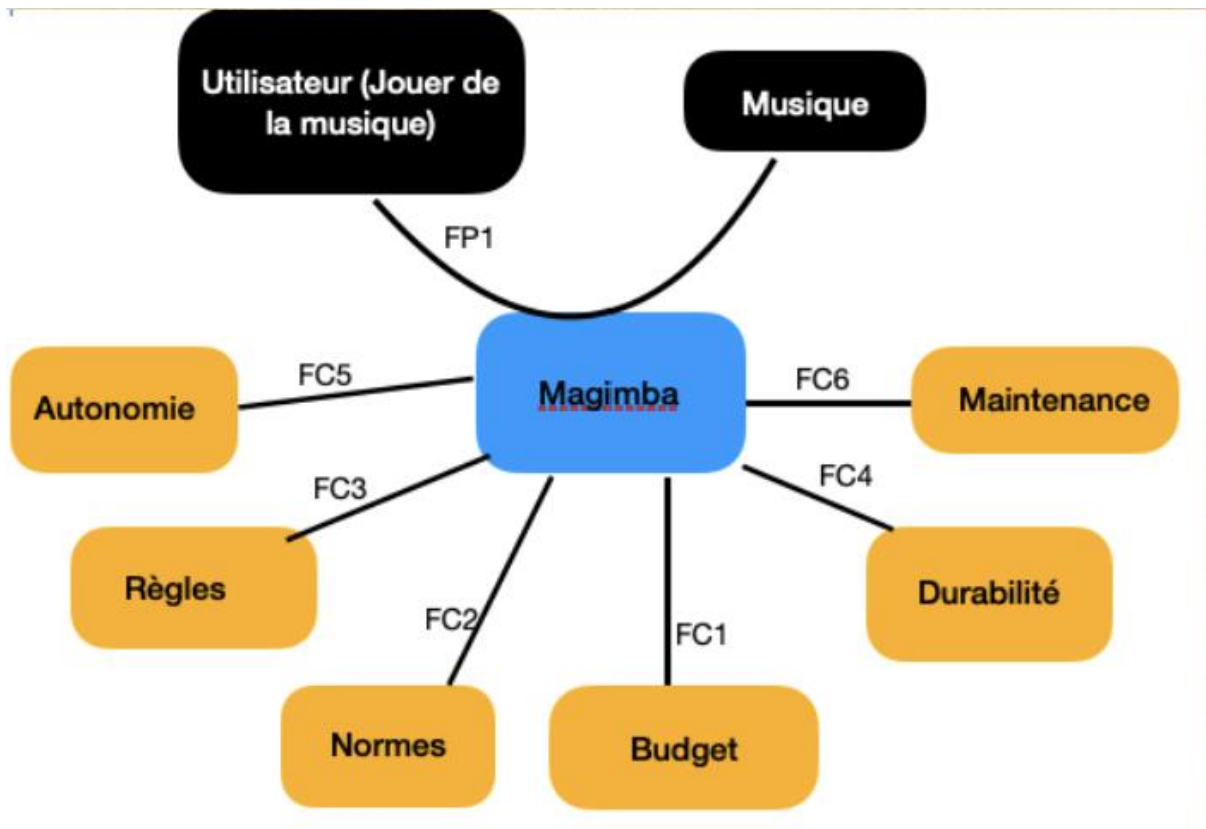 Utilisateur (Jouer de
la musique)
Musique
FP1
FC5
FC6
Autonomie
Magimba
Maintenance
FC3
FC4
Règles
Durabilité
FC2
FC1
Normes
Budget